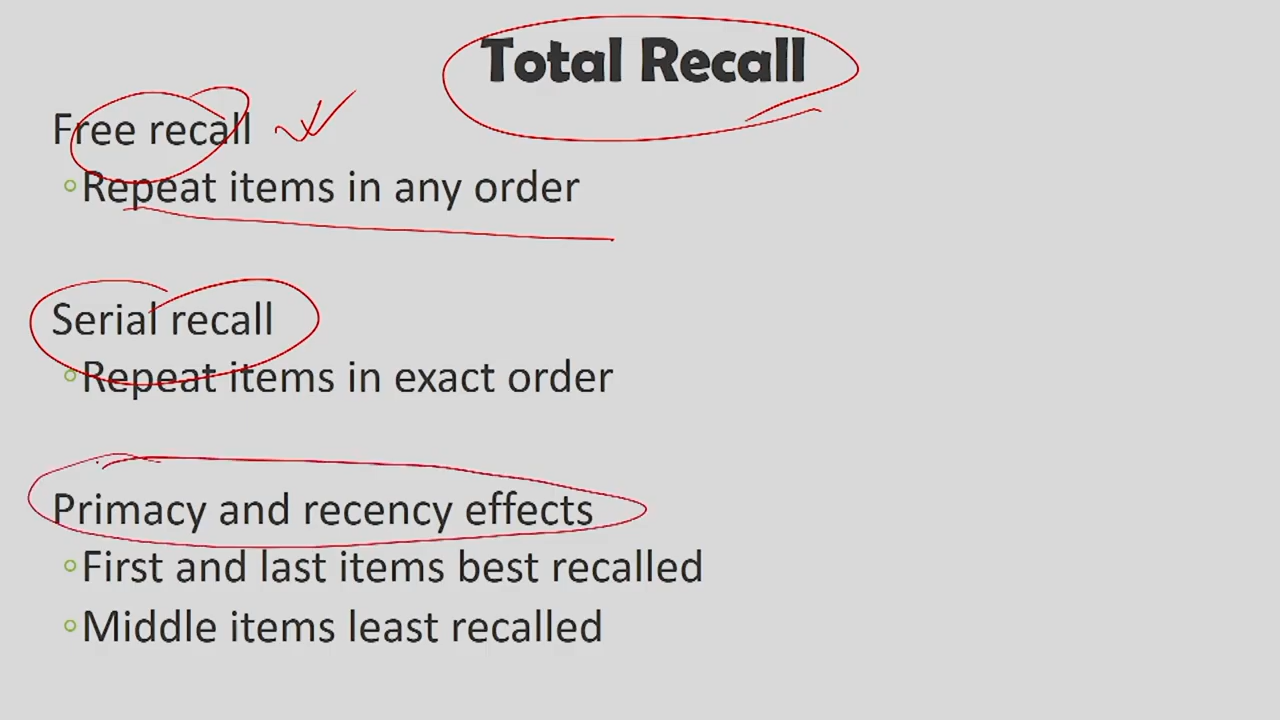 Total Recall
Free recall
Repeat items in any order
Serial recall
Repeat items in exact order
Primacy and recency effects
First and last items best recalled
Middle items least recalled